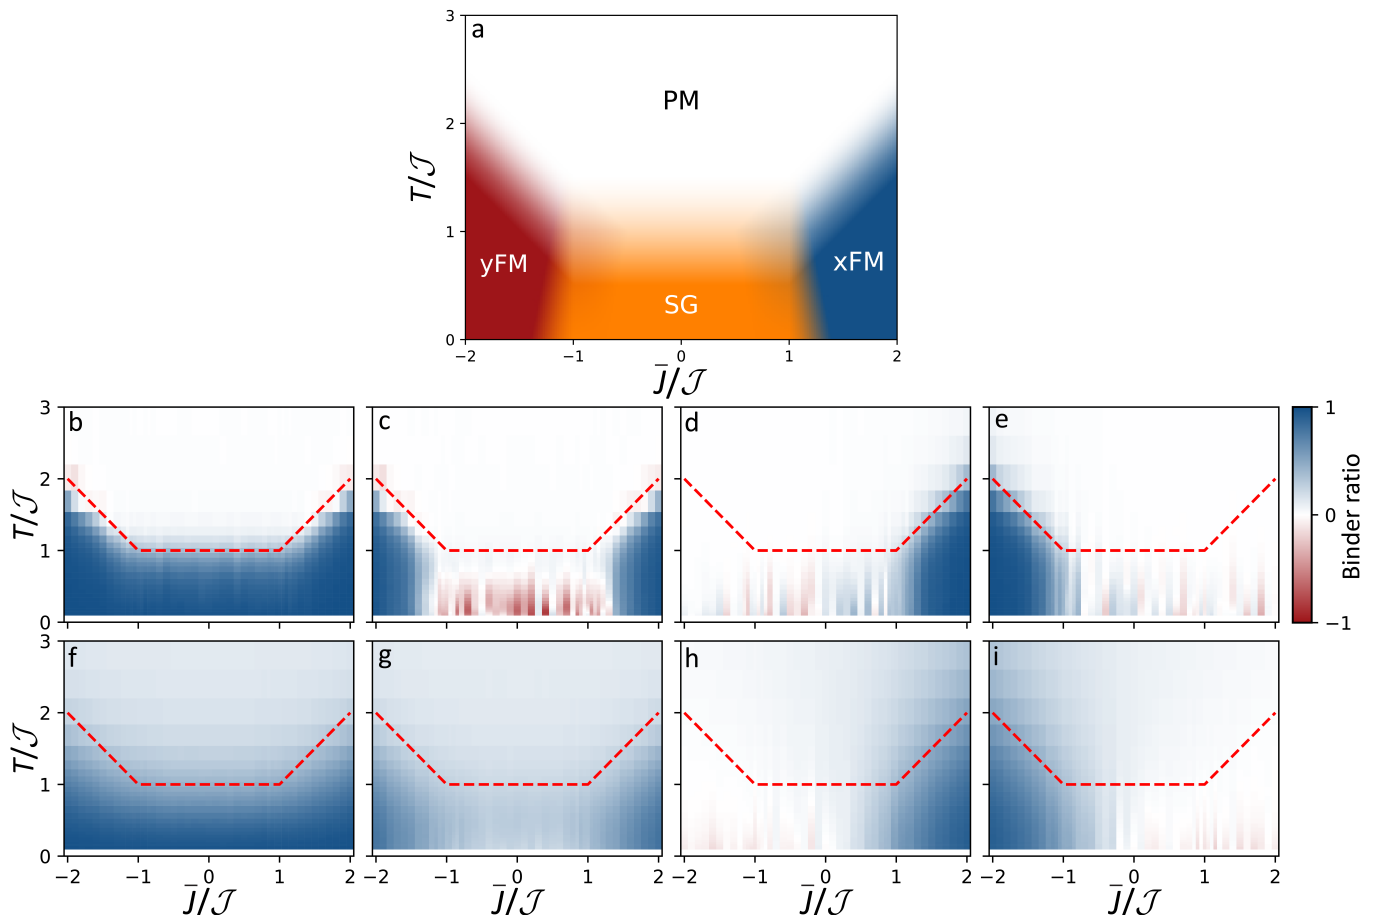 a
3
2
1
0
T/𝒥
PM
yFM
xFM
SG
−2 −1 0 1 2
J̄/𝒥
b c d e
3
2
1
0
T/𝒥
1
0
−1
Binder ratio
f g h i
3
2
1
0
T/𝒥
−2 −1 0 1 2 −2 −1 0 1 2 −2 −1 0 1 2 −2 −1 0 1 2
J̄/𝒥 J̄/𝒥 J̄/𝒥 J̄/𝒥